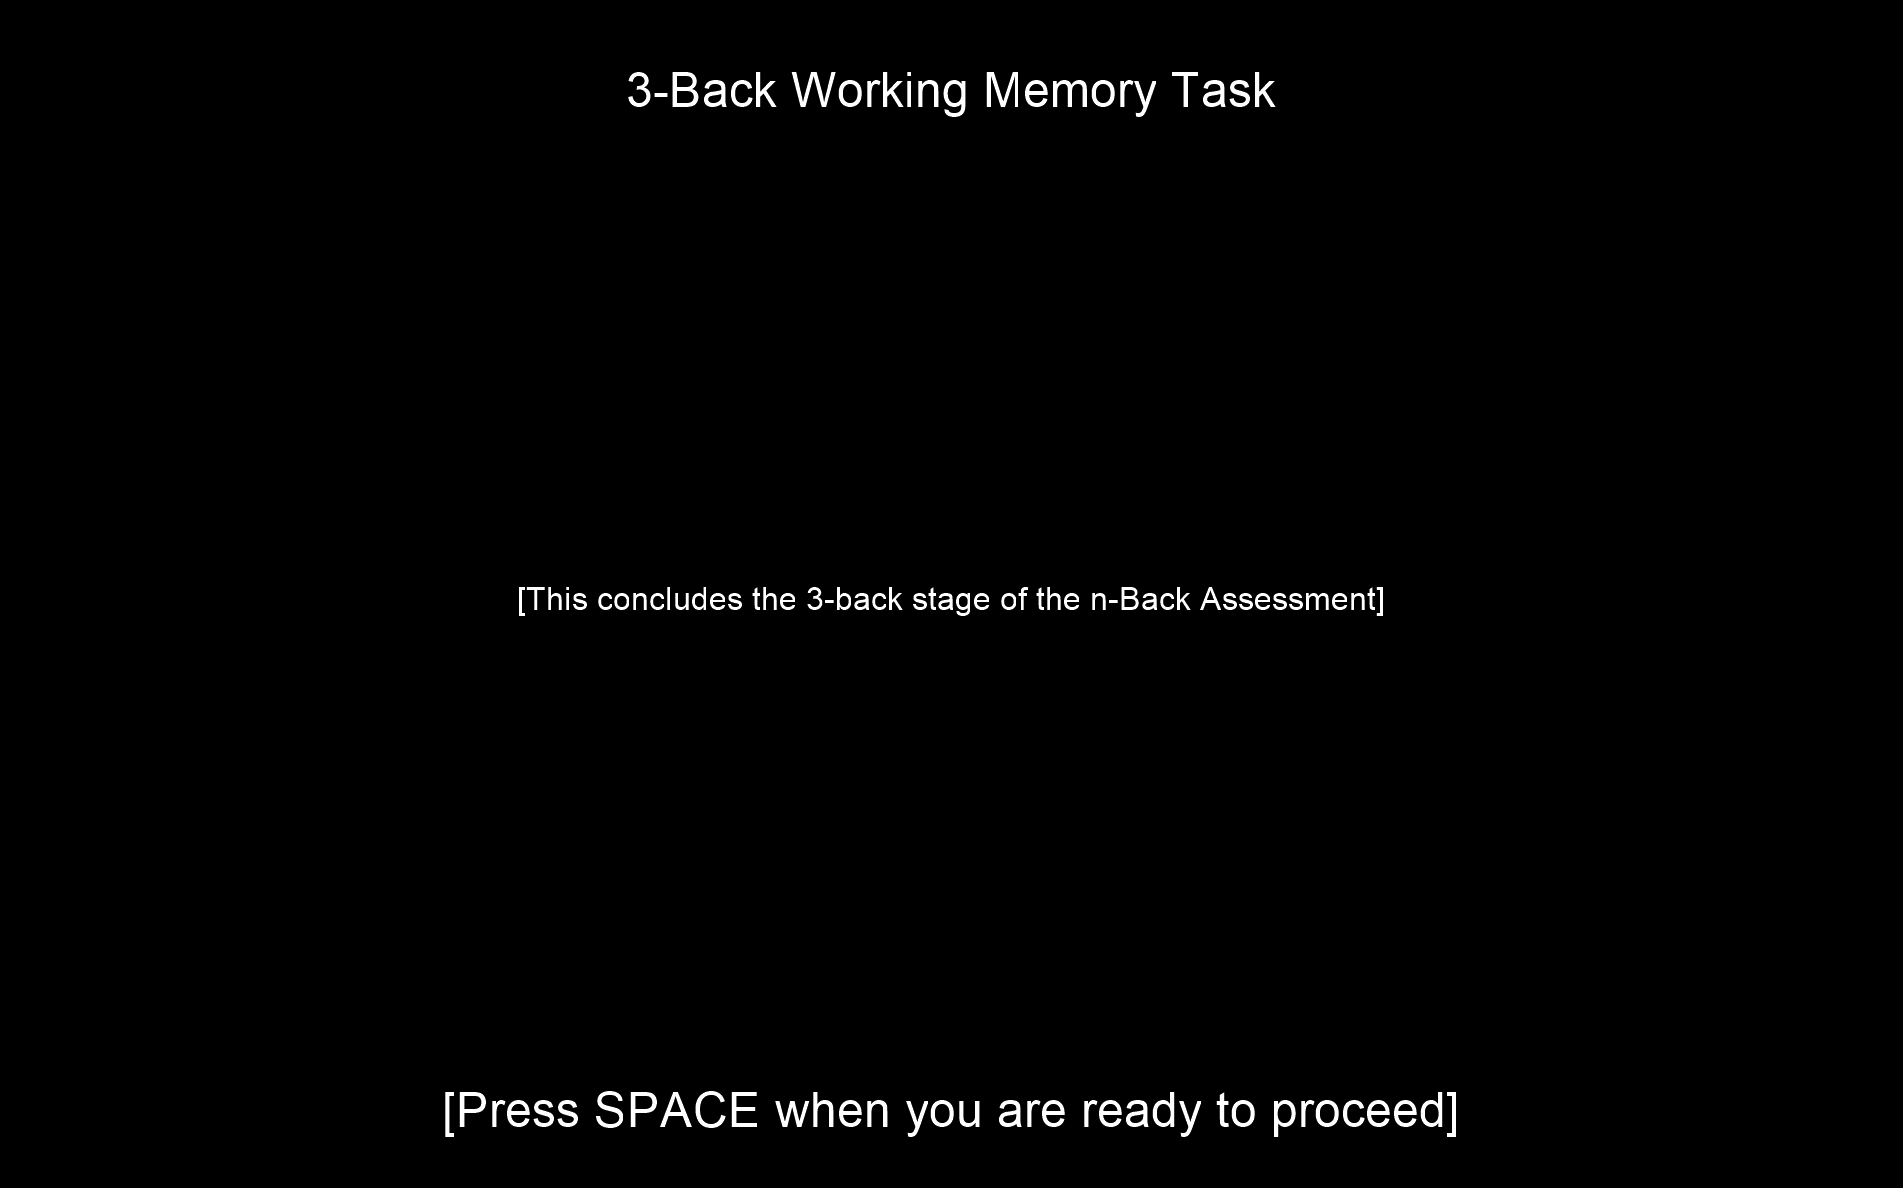 3-Back Working Memory Task
[This concludes the 3-back stage of the n-Back Assessment]
[Press SPACE when you are ready to proceed]